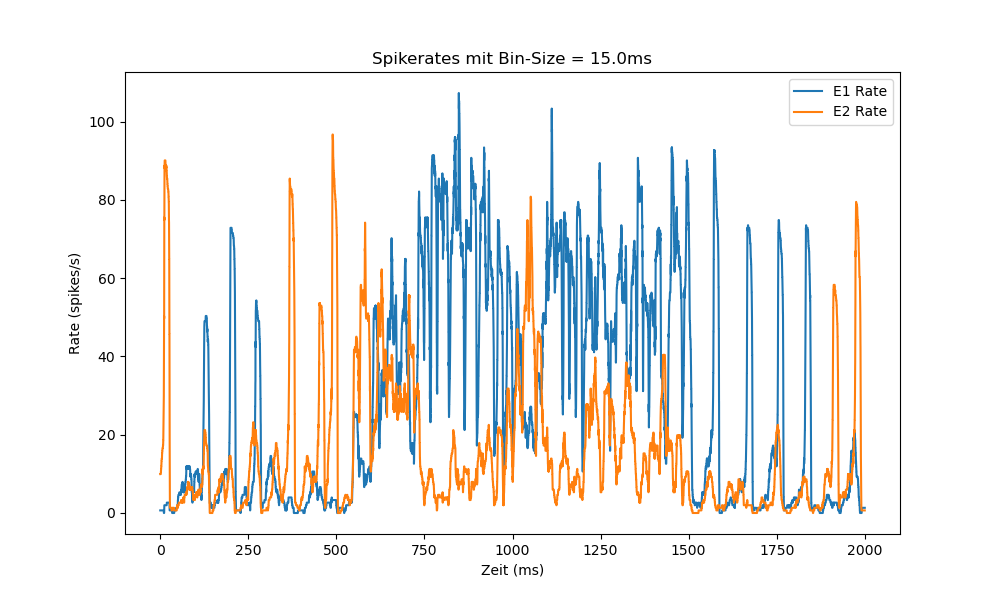 Spikerates mit Bin-Size = 15.0ms
E1 Rate
E2 Rate
Rate (spikes/s)
100
80
60
40
20
0
0 250 500 750 1000 1250 1500 1750 2000
Zeit (ms)